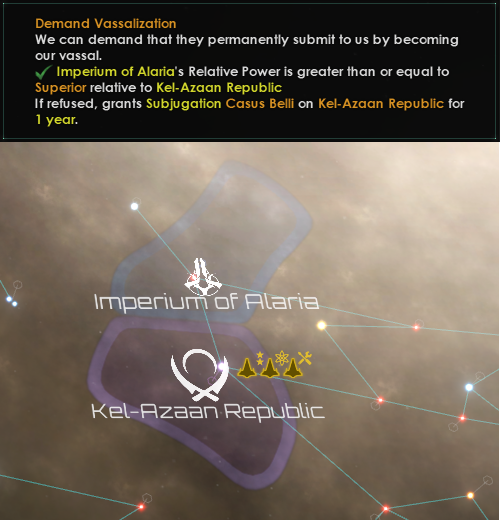 Demand Vassalization
We can demand that they permanently submit to us by becoming
our vassal.
Imperium of Alaria's Relative Power is greater than or equal to
Superior relative to Kel-Azaan Republic
If refused, grants Subjugation Casus Belli on Kel-Azaan Republic for
1 year.
Imperium of Alaria
Kel-Azaan Republic